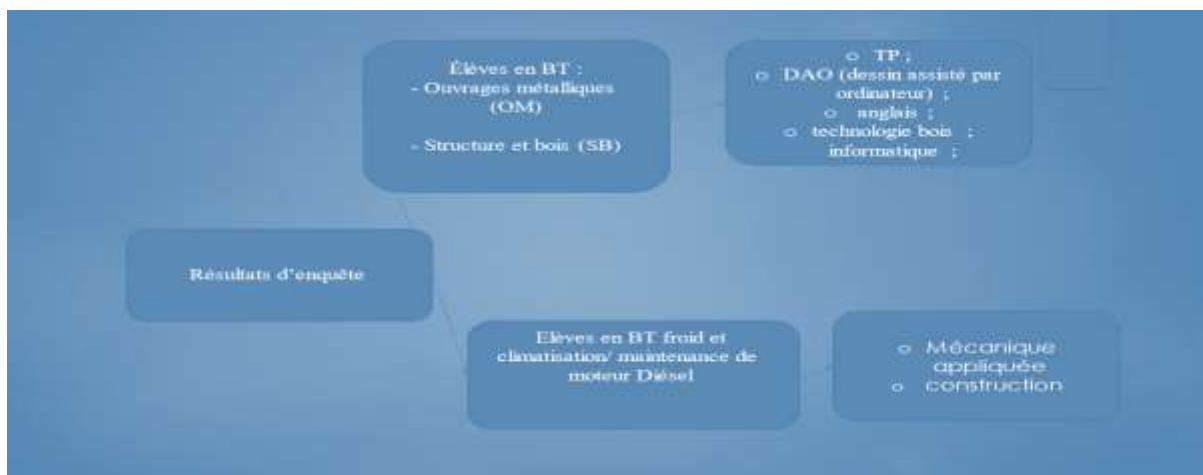 Élèves en BT :
- Ouvrages métalliques
(OM)
- Structure et bois (SB)
o TP ;
o DAO (dessin assisté par
ordinateur) ;
o anglais ;
o technologie bois ;
informatique ;
Résultats d’enquête
Elèves en BT froid et
climatisation/ maintenance de
moteur Diésel
o Mécanique
appliquée
o construction